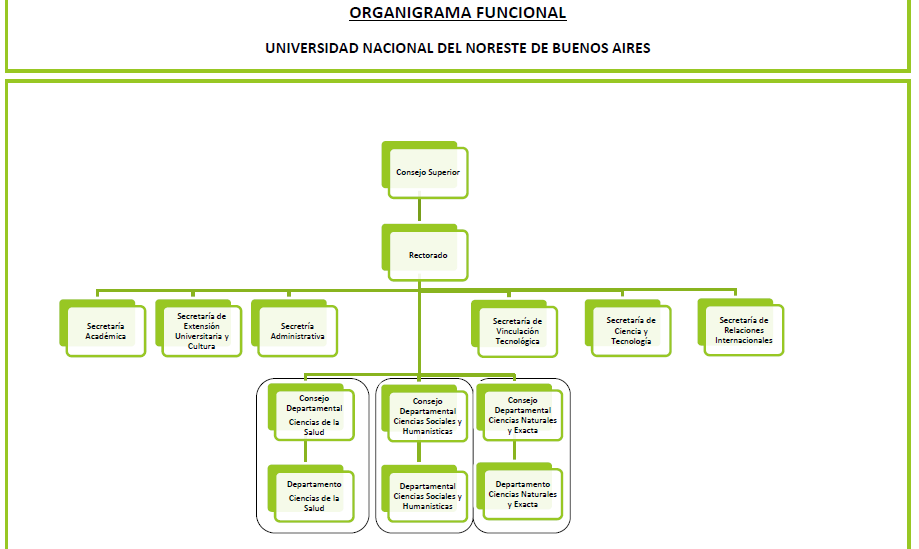 ORGANIGRAMA FUNCIONAL
UNIVERSIDAD NACIONAL DEL NORESTE DE BUENOS AIRES
Consejo Superior
Rectorado
Secretaría
Académica
Secretaría de
Extensión
Universitaria y
Cultura
Secretría
Administrativa
Secretaría de
Vinculación
Tecnológica
Secretaría de
Ciencia y
Tecnología
Secretaría de
Relaciones
Internacionales
Consejo
Departamental
Ciencias de la
Salud
Consejo
Departamental
Ciencias Sociales y
Humanísticas
Consejo
Departamental
Ciencias Naturales
y Exacta
Departamento
Ciencias de la
Salud
Departamental
Ciencias Sociales y
Humanísticas
Departamento
Ciencias Naturales
y Exacta